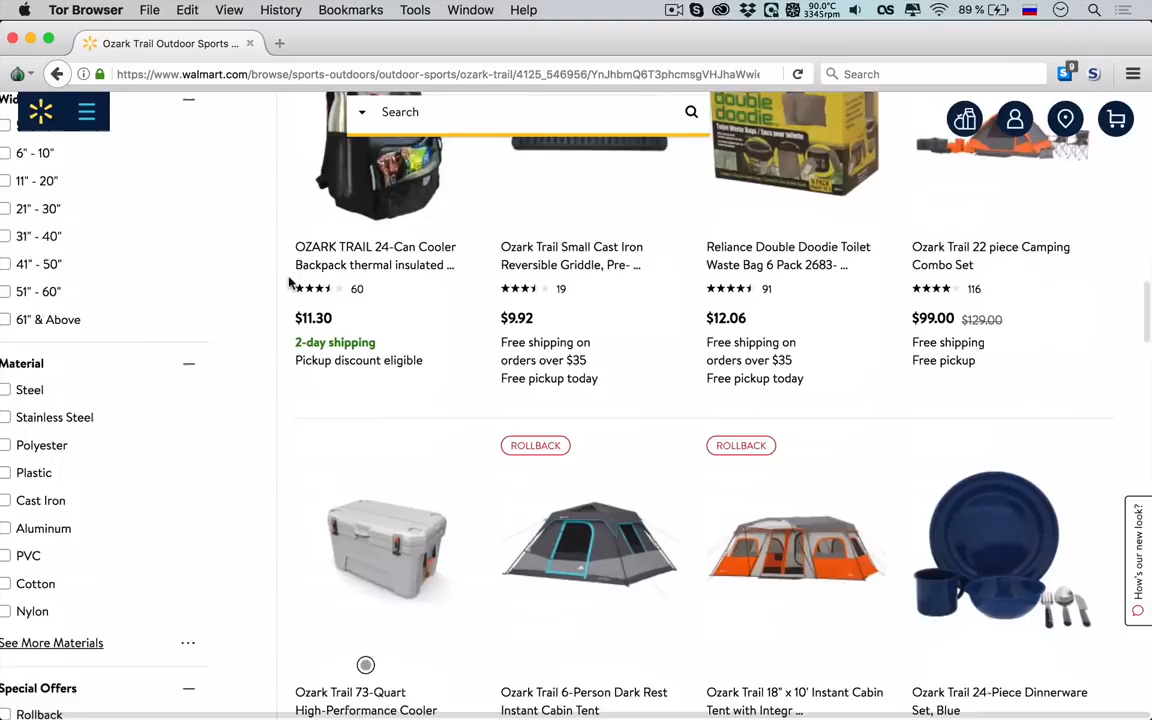 Tor Browser File Edit View History Bookmarks Tools Window Help 90.0°C 3345rpm 89 %
Ozark Trail Outdoor Sports ...
https://www.walmart.com/browse/sports-outdoors/outdoor-sports/ozark-trail/4125_546956/YnJhbmQ6T3phcmsgVHJhaWwie Search 9
Search
6" - 10"
11" - 20"
21" - 30"
31" - 40"
41" - 50"
51" - 60"
61" & Above
Material
Steel
Stainless Steel
Polyester
Plastic
Cast Iron
Aluminum
PVC
Cotton
Nylon
See More Materials ...
Special Offers
Rollback
double
doodie
OZARK TRAIL 24-Can Cooler
Backpack thermal insulated ...
60
$11.30
2-day shipping
Pickup discount eligible
Ozark Trail Small Cast Iron
Reversible Griddle, Pre- ...
19
$9.92
Free shipping on
orders over $35
Free pickup today
Reliance Double Doodie Toilet
Waste Bag 6 Pack 2683- ...
91
$12.06
Free shipping on
orders over $35
Free pickup today
Ozark Trail 22 piece Camping
Combo Set
116
$99.00 $129.00
Free shipping
Free pickup
Ozark Trail 73-Quart
High-Performance Cooler
ROLLBACK
Ozark Trail 6-Person Dark Rest
Instant Cabin Tent
ROLLBACK
Ozark Trail 18" x 10' Instant Cabin
Tent with Integr ...
Ozark Trail 24-Piece Dinnerware
Set, Blue
How's our new look?